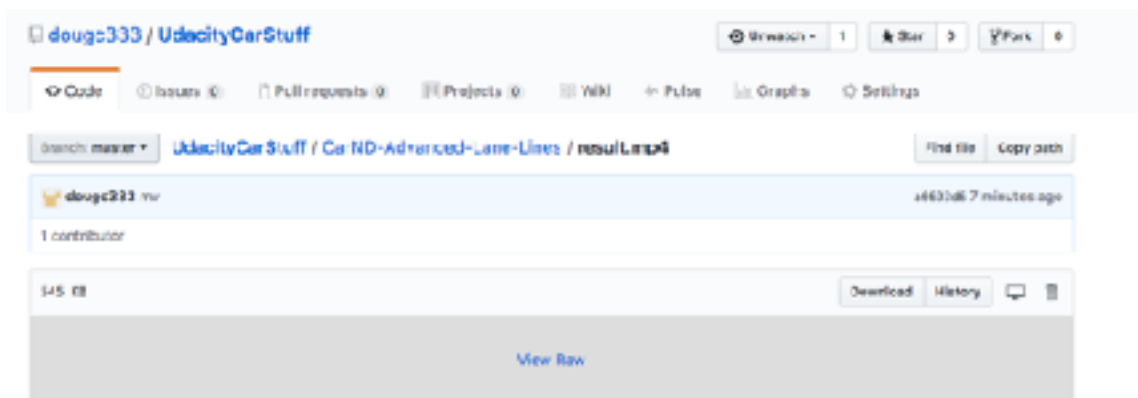 dougc333 / UdacityCarStuff Unwatch 1 Star 0 Fork 0
Code Issues 0 Pull requests 0 Projects 0 Wiki Pulse Graphs Settings
Branch: master UdacityCarStuff / CarND-Advanced-Lane-Lines / result.mp4 Find file Copy path
dougc333 7 minutes ago
1 contributor
KB Download History
View Raw